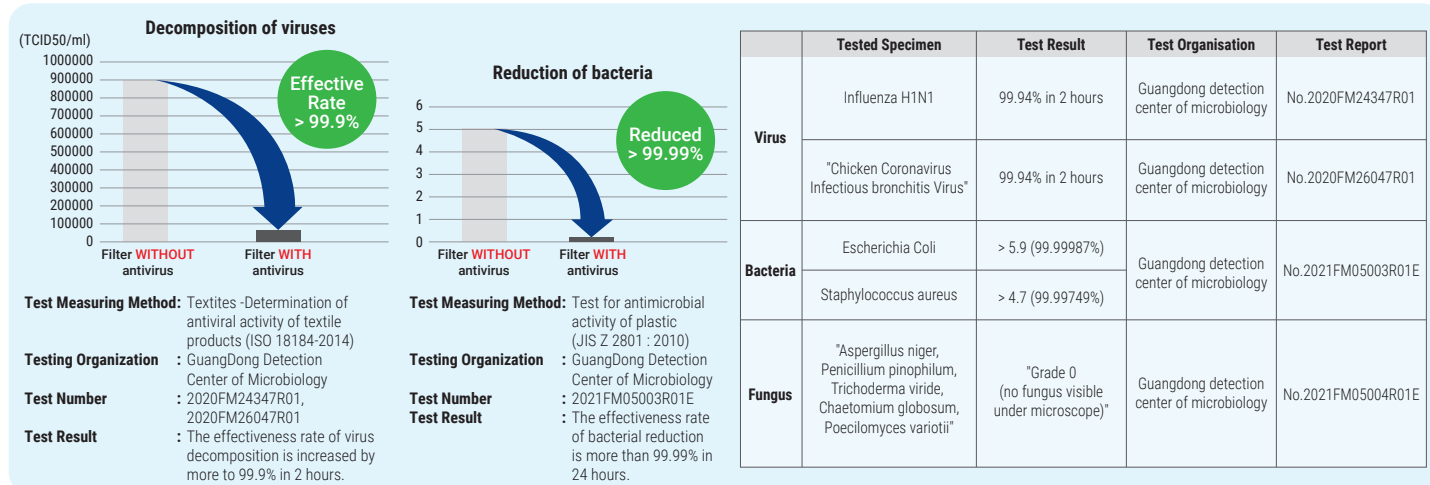 Decomposition of viruses
(TCID50/ml)
1000000
900000
800000
700000
600000
500000
400000
300000
200000
100000
0
Effective
Rate
> 99.9%
Filter WITHOUT
antivirus
Filter WITH
antivirus
Test Measuring Method: Textites -Determination of
antiviral activity of textile
products (ISO 18184-2014)
Testing Organization : GuangDong Detection
Center of Microbiology
Test Number : 2020FM24347R01,
2020FM26047R01
Test Result : The effectiveness rate of virus
decomposition is increased by
more to 99.9% in 2 hours.
Reduction of bacteria
6
5
4
3
2
1
0
Reduced
> 99.99%
Filter WITHOUT
antivirus
Filter WITH
antivirus
Test Measuring Method: Test for antimicrobial
activity of plastic
(JIS Z 2801 : 2010)
Testing Organization : GuangDong Detection
Center of Microbiology
Test Number : 2021FM05003R01E
Test Result : The effectiveness rate
of bacterial reduction
is more than 99.99% in
24 hours.
Tested Specimen Test Result Test Organisation Test Report
Virus
Influenza H1N1 99.94% in 2 hours Guangdong detection
center of microbiology No.2020FM24347R01
"Chicken Coronavirus
Infectious bronchitis Virus" 99.94% in 2 hours Guangdong detection
center of microbiology No.2020FM26047R01
Bacteria
Escherichia Coli > 5.9 (99.99987%)
Staphylococcus aureus > 4.7 (99.99749%)
Guangdong detection
center of microbiology No.2021FM05003R01E
Fungus
"Aspergillus niger,
Penicillium pinophilum,
Trichoderma viride,
Chaetomium globosum,
Poecilomyces variotii"
"Grade 0
(no fungus visible
under microscope)"
Guangdong detection
center of microbiology No.2021FM05004R01E